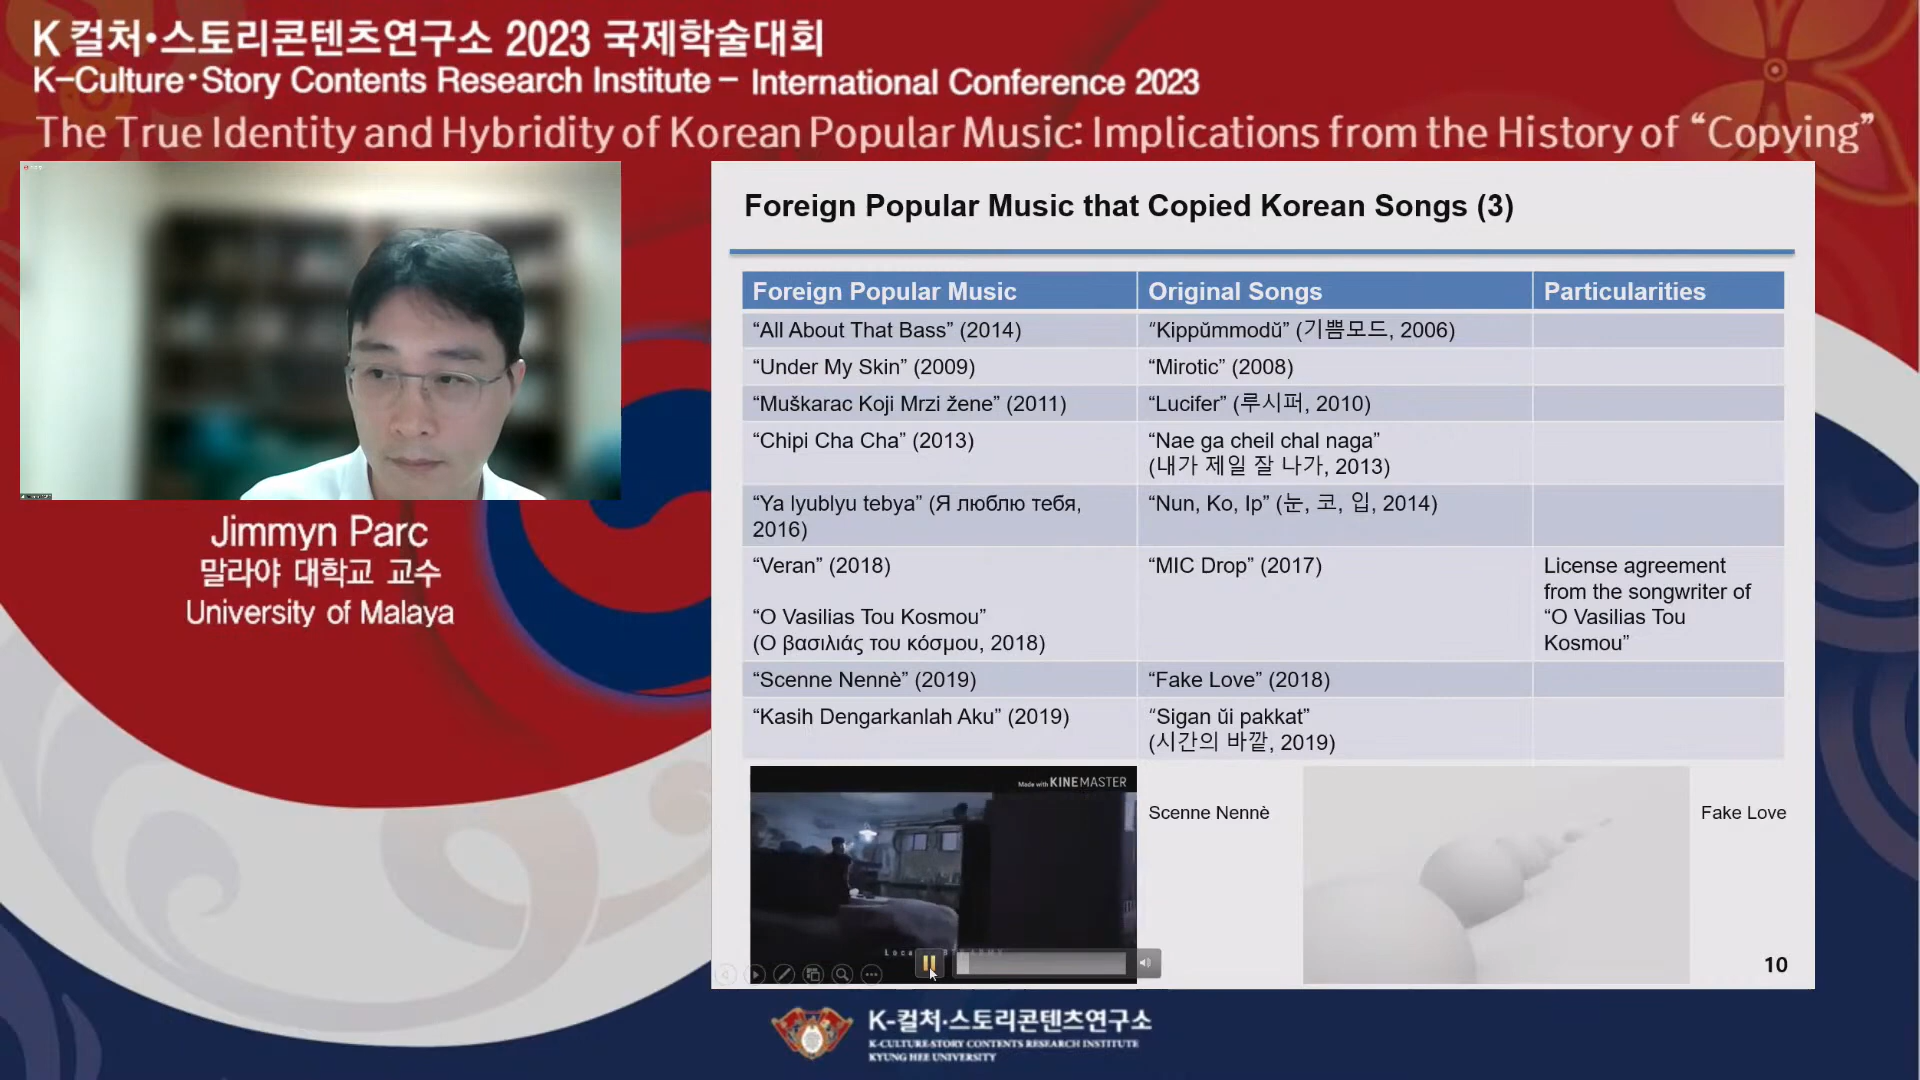 K 컬처•스토리콘텐츠연구소 2023 국제학술대회
K-Culture•Story Contents Research Institute - International Conference 2023
The True Identity and Hybridity of Korean Popular Music: Implications from the History of “Copying”
Jimmyn Parc
말라야 대학교 교수
University of Malaya
Foreign Popular Music that Copied Korean Songs (3)
Foreign Popular Music Original Songs Particularities
“All About That Bass” (2014) “Kippŭmmodŭ” (기쁨모드, 2006)
“Under My Skin” (2009) “Mirotic” (2008)
“Muškarac Koji Mrzi žene” (2011) “Lucifer” (루시퍼, 2010)
“Chipi Cha Cha” (2013) “Nae ga cheil chal naga”
(내가 제일 잘 나가, 2013)
“Ya lyublyu tebya” (Я люблю тебя, “Nun, Ko, Ip” (눈, 코, 입, 2014)
2016)
“Veran” (2018) “MIC Drop” (2017) License agreement
from the songwriter of
“O Vasilias Tou Kosmou” “O Vasilias Tou
(Ο βασιλιάς του κόσμου, 2018) Kosmou”
“Scenne Nennè” (2019) “Fake Love” (2018)
“Kasih Dengarkanlah Aku” (2019) “Sigan ŭi pakkat”
(시간의 바깥, 2019)
Made with KINEMASTER
Scenne Nennè
Fake Love
10
K-컬처•스토리콘텐츠연구소
K-CULTURE•STORY CONTENTS RESEARCH INSTITUTE
KYUNG HEE UNIVERSITY